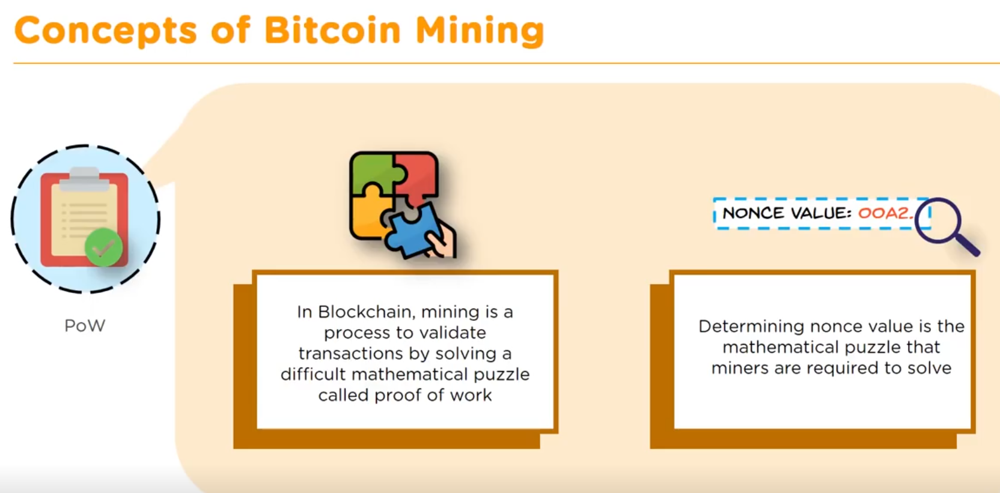 Concepts of Bitcoin Mining
PoW
In Blockchain, mining is a
process to validate
transactions by solving a
difficult mathematical puzzle
called proof of work
NONCE VALUE: 00A2.
Determining nonce value is the
mathematical puzzle that
miners are required to solve